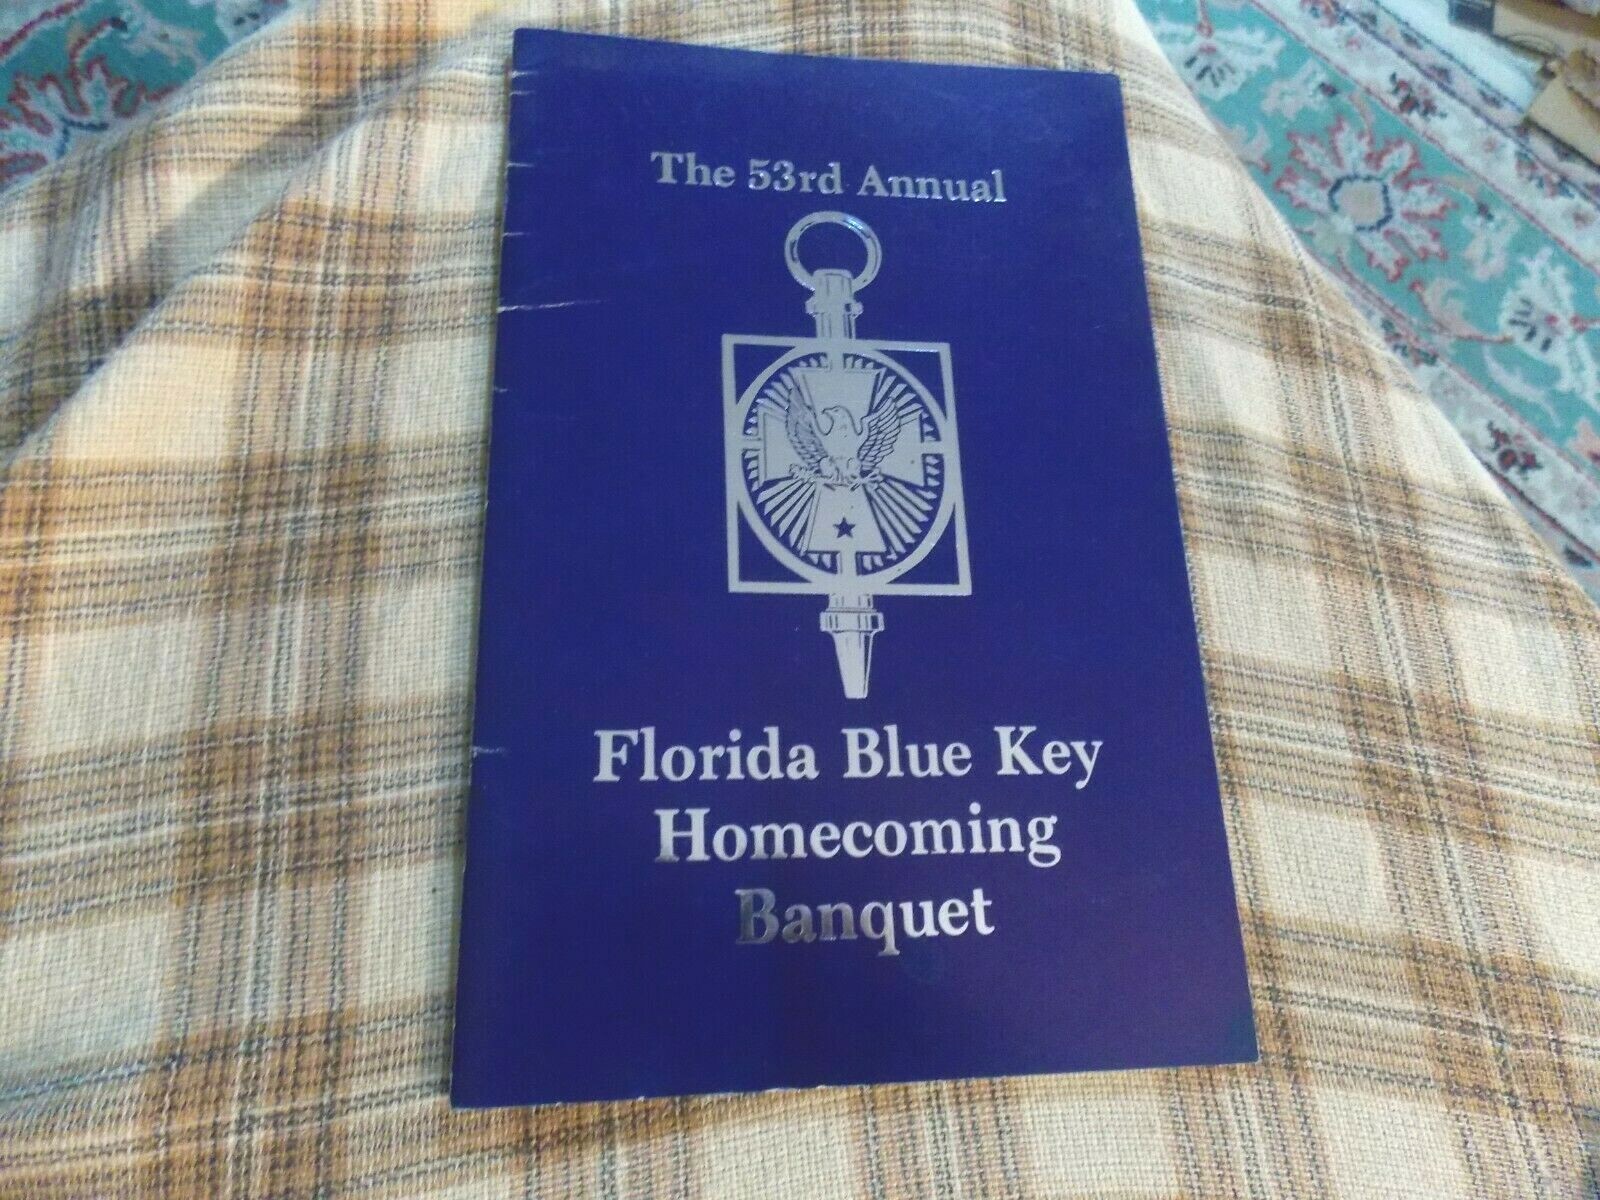 The 53rd Annual
Florida Blue Key
Homecoming
Banquet